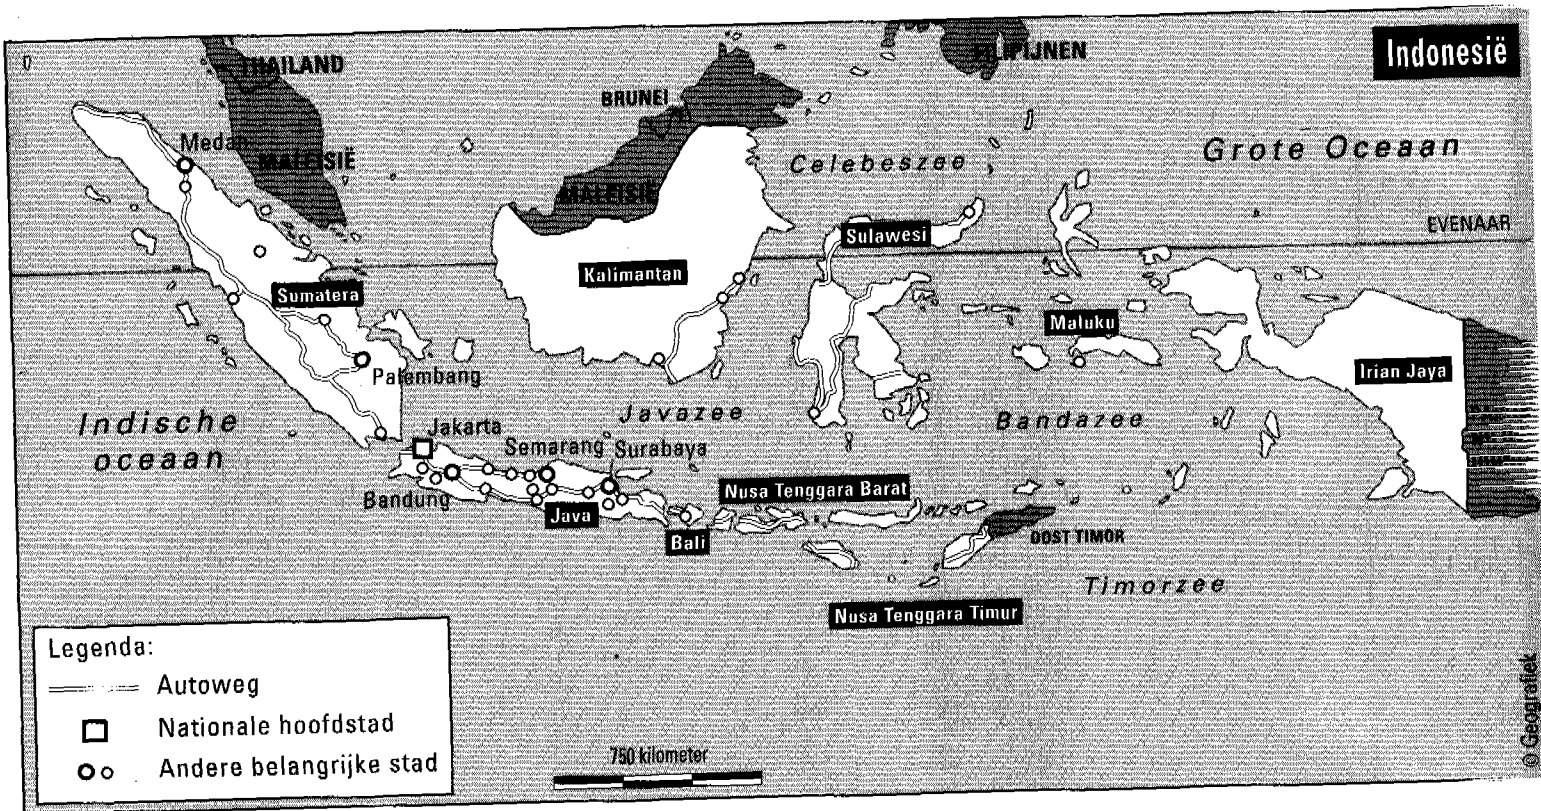 Indonesië
THAILAND
FILIPIJNEN
BRUNEI
Medan
MALEISIË
Celebeszee
Grote Oceaan
MALEISIË
EVENAAR
Sulawesi
Kalimantan
Sumatera
Maluku
Palembang
Irian Jaya
Indische
oceaan
Javazee
Bandazee
Jakarta
Semarang
Surabaya
Bandung
Nusa Tenggara Barat
Java
Bali
OOST TIMOR
Timorzee
Nusa Tenggara Timur
Legenda:
Autoweg
Nationale hoofdstad
Andere belangrijke stad
750 kilometer
© Geografiek